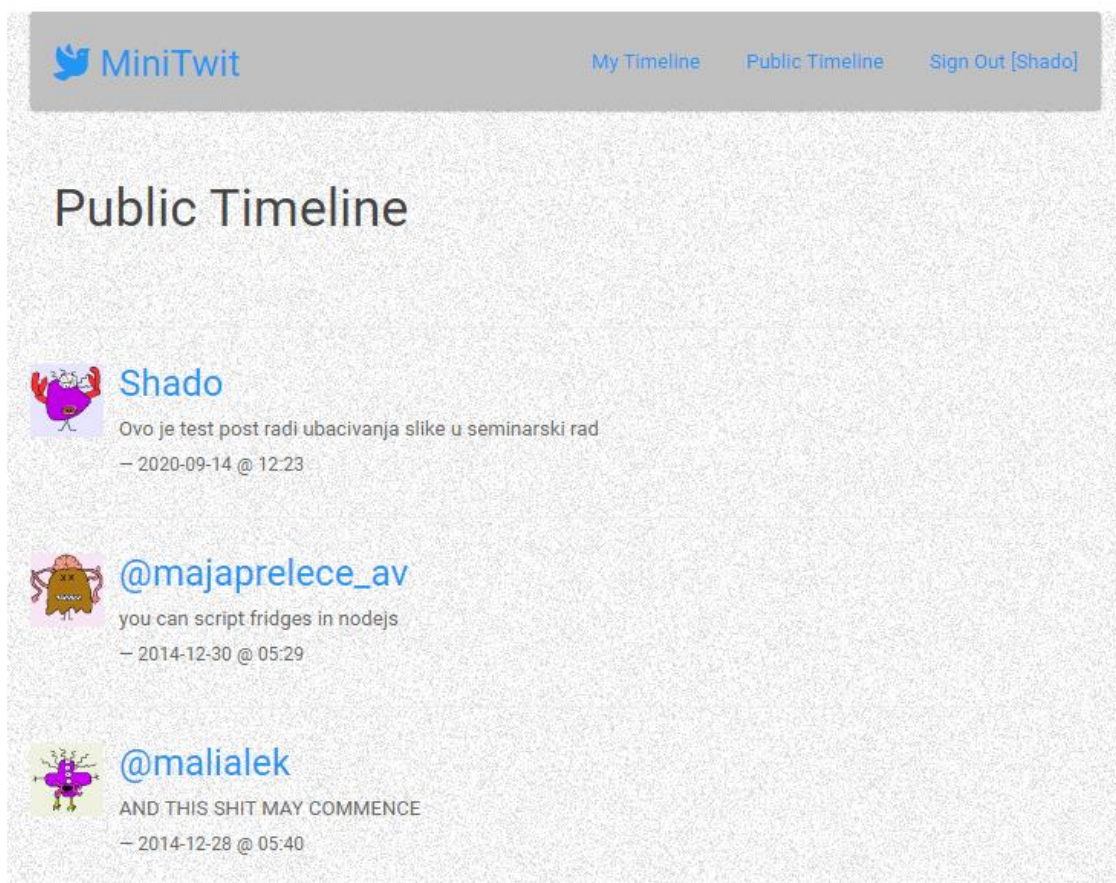 MiniTwit
My Timeline Public Timeline Sign Out [Shado]
Public Timeline
Shado
Ovo je test post radi ubacivanja slike u seminarski rad
— 2020-09-14 @ 12:23
@majaprelece_av
you can script fridges in nodejs
— 2014-12-30 @ 05:29
@malialek
AND THIS SHIT MAY COMMENCE
— 2014-12-28 @ 05:40